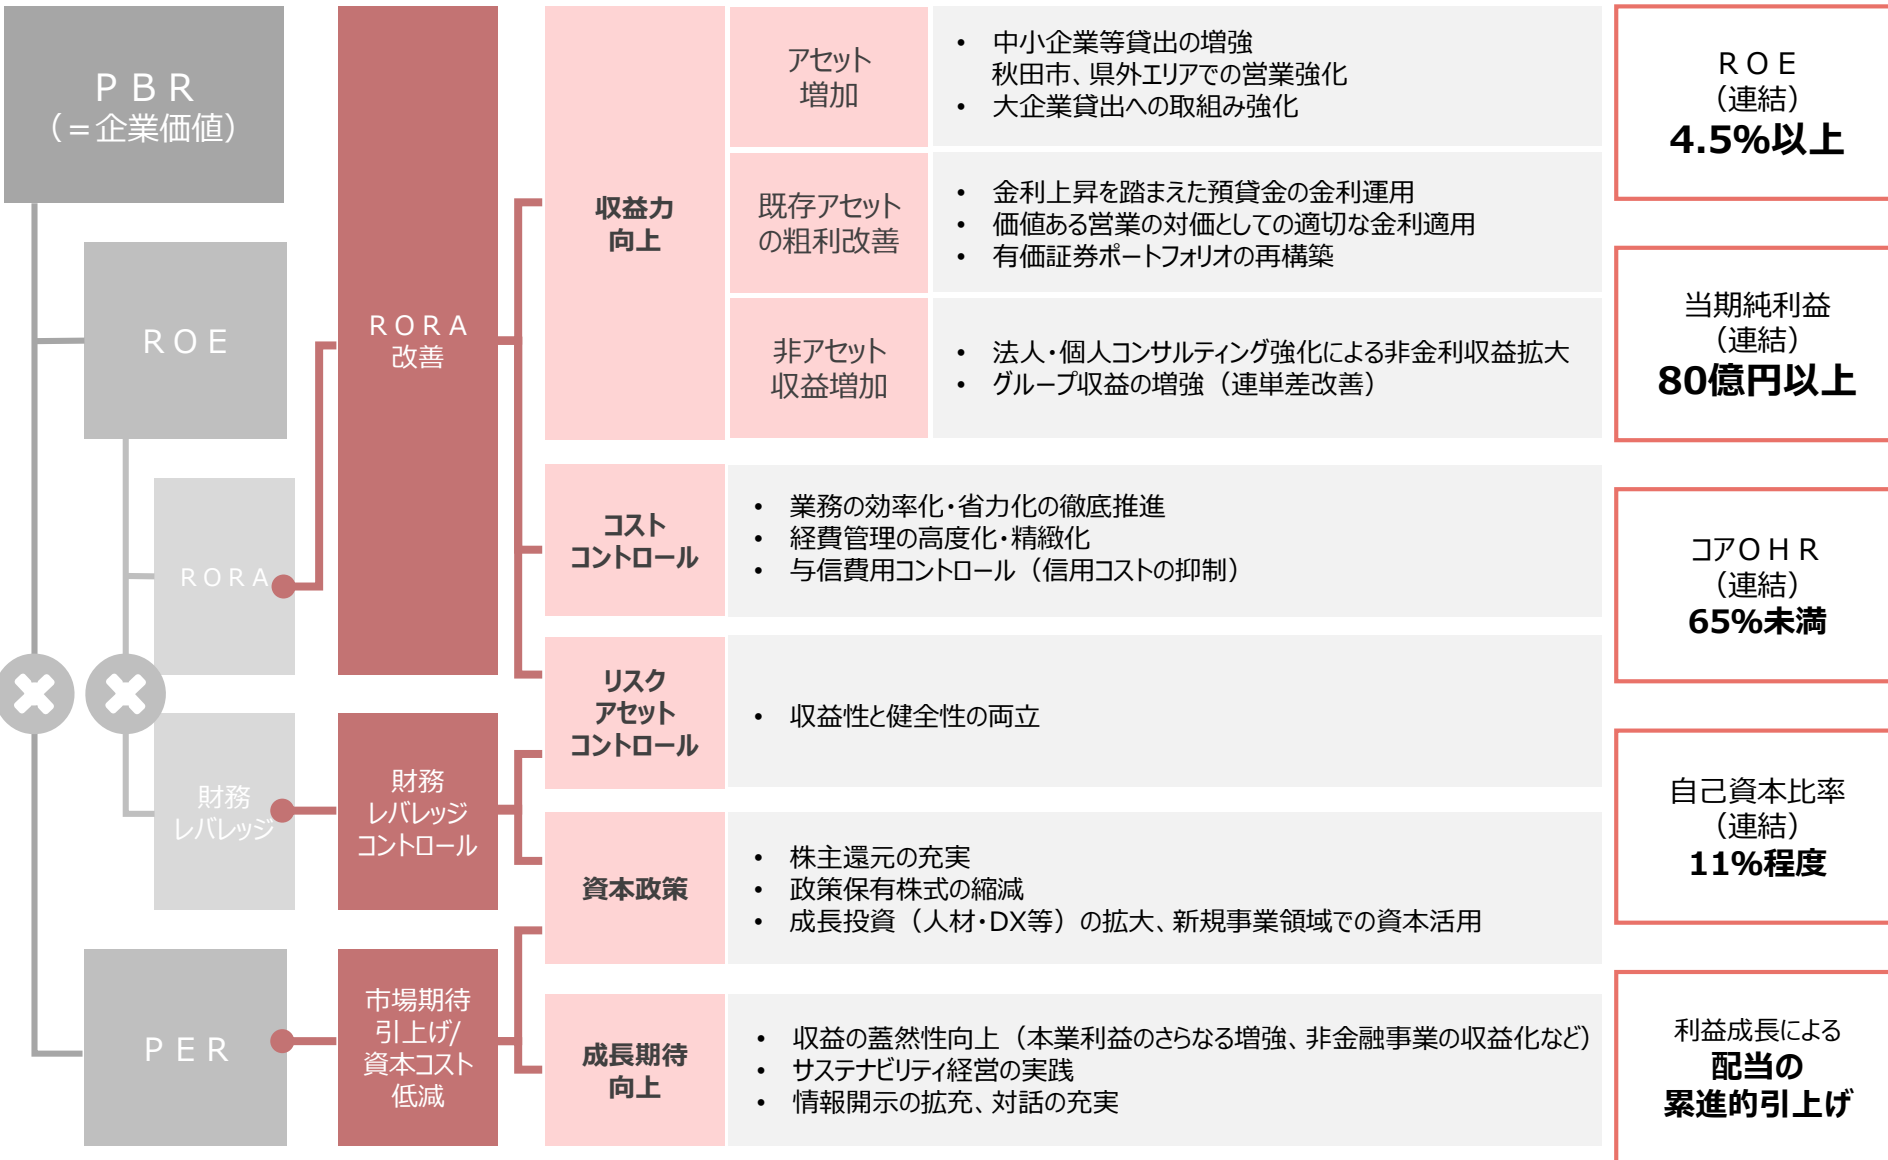 ＰＢＲ
（＝企業価値）
ＲＯＥ
ＲＯＲＡ
財務
レバレッジ
ＰＥＲ
ＲＯＲＡ
改善
財務
レバレッジ
コントロール
市場期待
引上げ/
資本コスト
低減
収益力
向上
アセット
増加
• 中小企業等貸出の増強
秋田市、県外エリアでの営業強化
• 大企業貸出への取組み強化
既存アセット
の粗利改善
• 金利上昇を踏まえた預貸金の金利運用
• 価値ある営業の対価としての適切な金利適用
• 有価証券ポートフォリオの再構築
非アセット
収益増加
• 法人・個人コンサルティング強化による非金利収益拡大
• グループ収益の増強（連単差改善）
コスト
コントロール
• 業務の効率化・省力化の徹底推進
• 経費管理の高度化・精緻化
• 与信費用コントロール（信用コストの抑制）
リスク
アセット
コントロール
• 収益性と健全性の両立
資本政策
• 株主還元の充実
• 政策保有株式の縮減
• 成長投資（人材・DX等）の拡大、新規事業領域での資本活用
成長期待
向上
• 収益の蓋然性向上（本業利益のさらなる増強、非金融事業の収益化など）
• サステナビリティ経営の実践
• 情報開示の拡充、対話の充実
ＲＯＥ
（連結）
4.5%以上
当期純利益
（連結）
80億円以上
コアＯＨＲ
（連結）
65%未満
自己資本比率
（連結）
11%程度
利益成長による
配当の
累進的引上げ